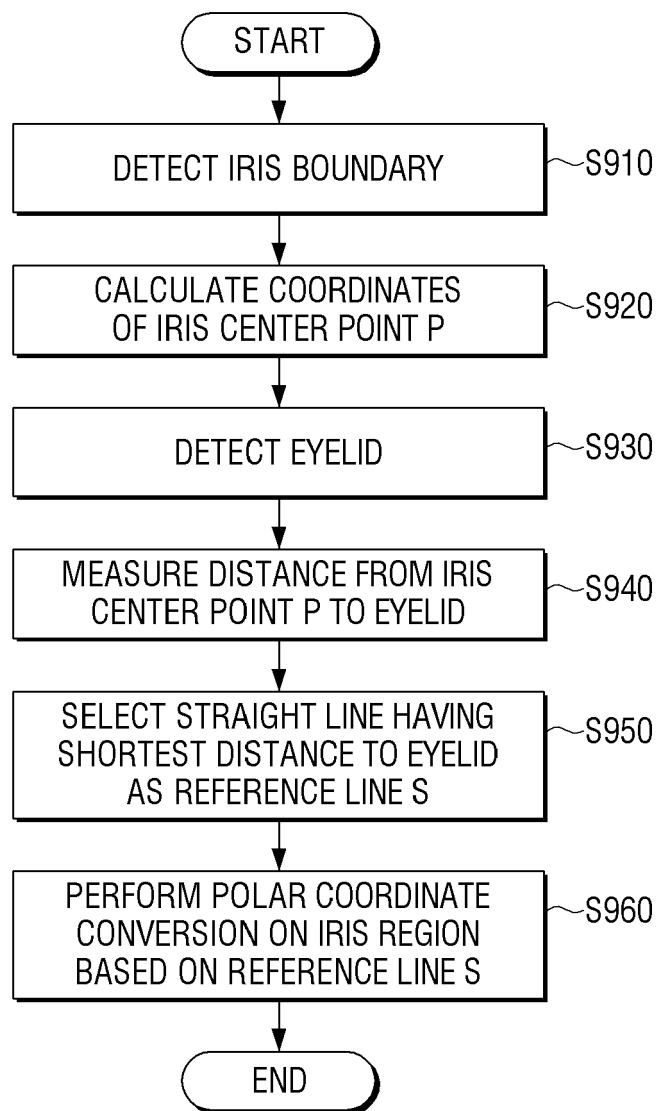 START
DETECT IRIS BOUNDARY
S910
CALCULATE COORDINATES
OF IRIS CENTER POINT P
S920
DETECT EYELID
S930
MEASURE DISTANCE FROM IRIS
CENTER POINT P TO EYELID
S940
SELECT STRAIGHT LINE HAVING
SHORTEST DISTANCE TO EYELID
AS REFERENCE LINE S
S950
PERFORM POLAR COORDINATE
CONVERSION ON IRIS REGION
BASED ON REFERENCE LINE S
S960
END